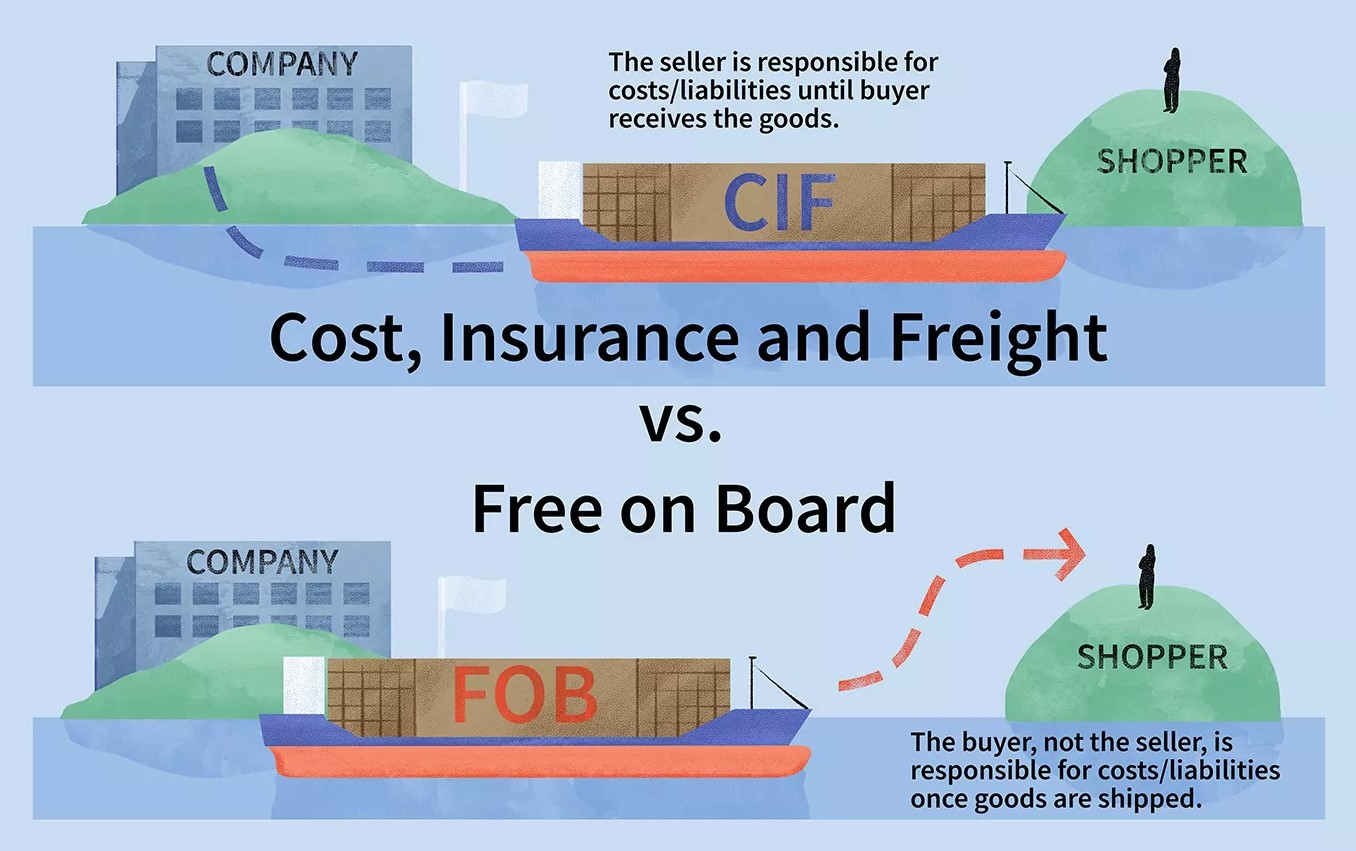 COMPANY
The seller is responsible for
costs/liabilities until buyer
receives the goods.
SHOPPER
CIF
Cost, Insurance and Freight
vs.
Free on Board
COMPANY
SHOPPER
FOB
The buyer, not the seller, is
responsible for costs/liabilities
once goods are shipped.